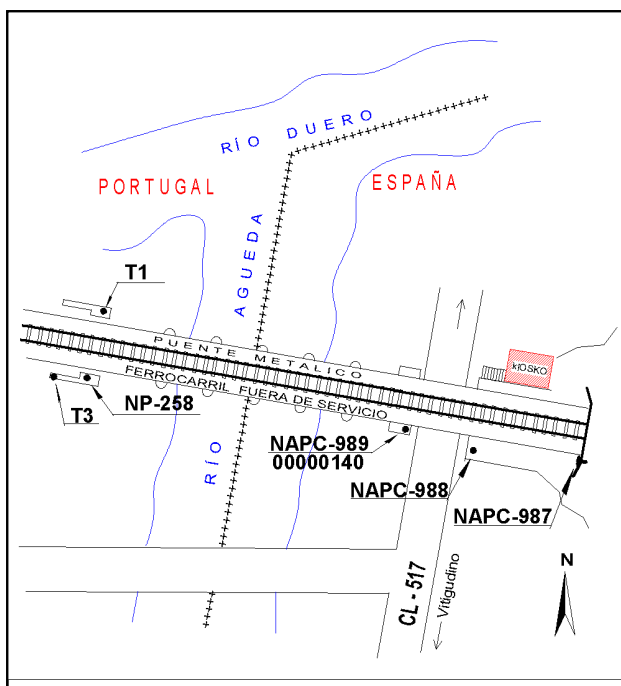 RÍO DUERO
PORTUGAL
ESPAÑA
AGUEDA
T1
PUENTE METALICO
kIOSKO
FERROCARRIL FUERA DE SERVICIO
NP-258
T3
NAPC-989
00000140
RÍO
NAPC-988
NAPC-987
CL - 517
Vitigudino
N